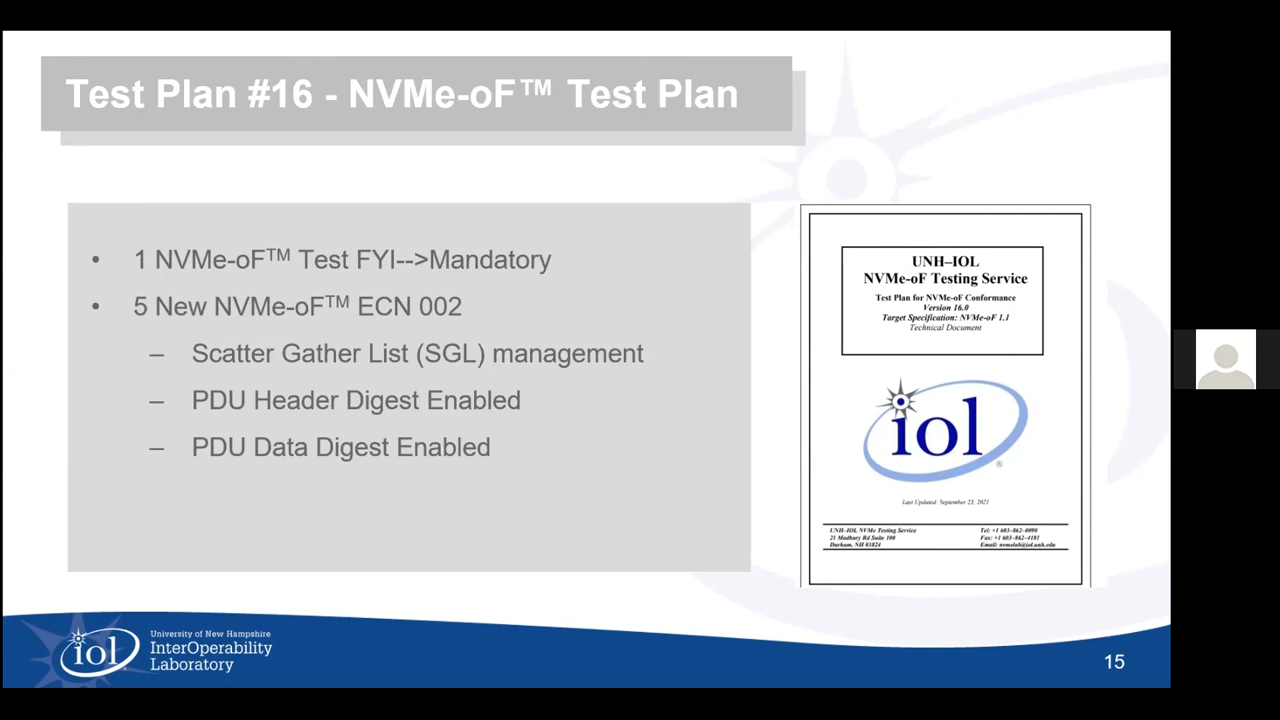 Test Plan #16 - NVMe-oF™ Test Plan
• 1 NVMe-oF™ Test FYI-->Mandatory
• 5 New NVMe-oF™ ECN 002
– Scatter Gather List (SGL) management
– PDU Header Digest Enabled
– PDU Data Digest Enabled
UNH–IOL
NVMe-oF Testing Service
Test Plan for NVMe-oF Conformance
Version 16.0
Target Specification: NVMe-oF 1.1
Technical Document
iol
®
Last Updated: September 23, 2021
UNH–IOL NVMe Testing Service
21 Madbury Rd Suite 100
Durham, NH 03824
Tel: +1 603–862–0090
Fax: +1 603–862–4181
Email: nvmelab@iol.unh.edu
iol
University of New Hampshire
InterOperability
Laboratory
15